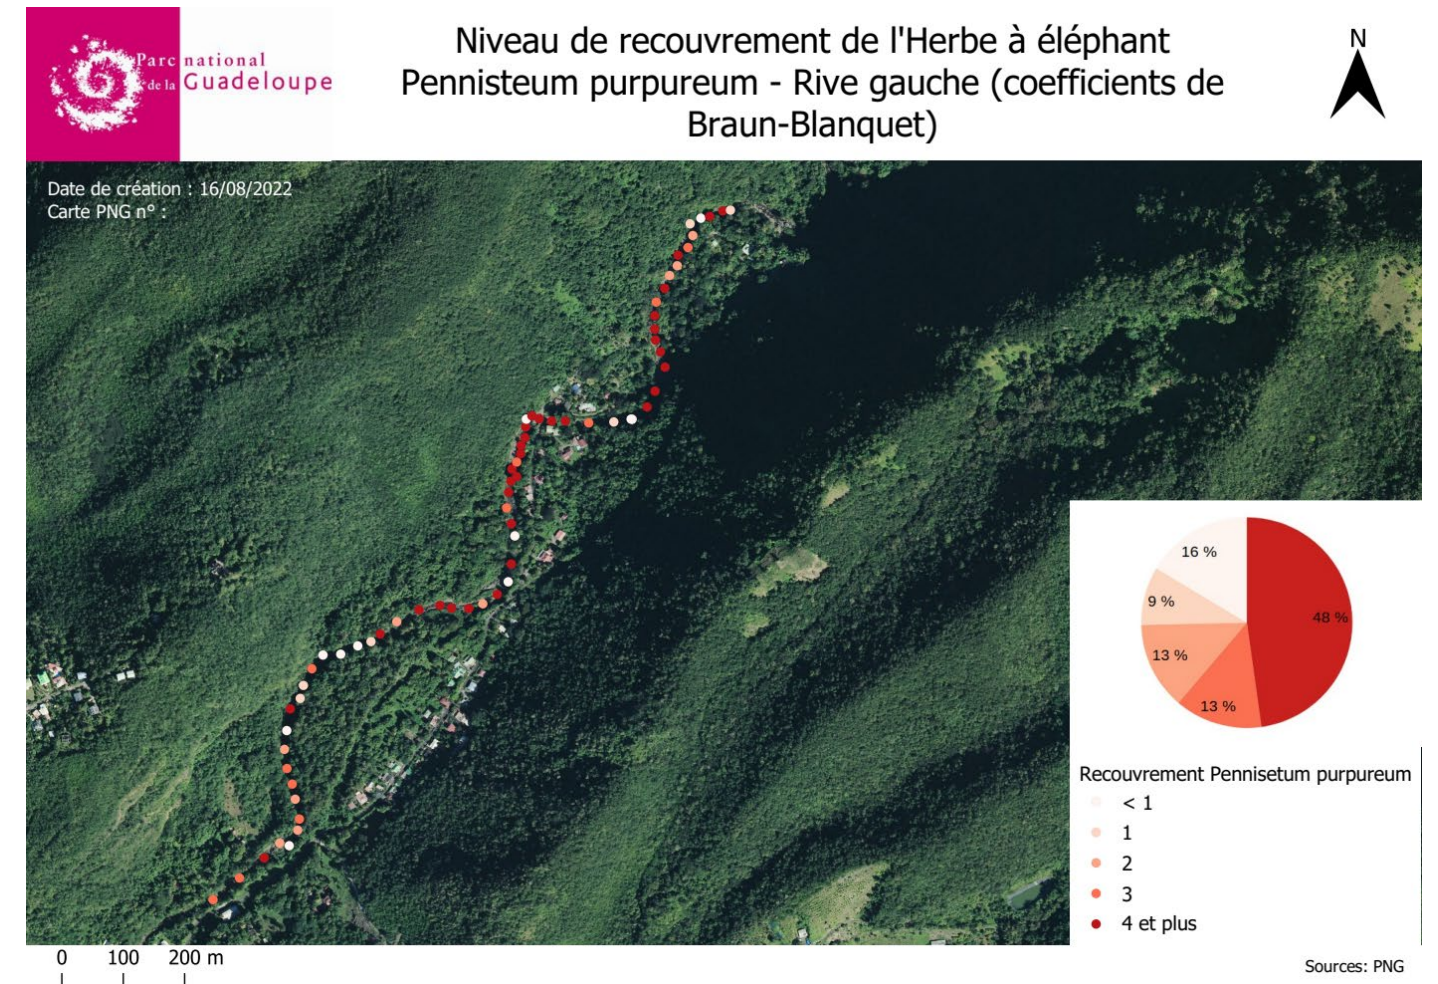 Parc national
de la Guadeloupe
Niveau de recouvrement de l'Herbe à éléphant
Pennisteum purpureum - Rive gauche (coefficients de
Braun-Blanquet)
N
Date de création : 16/08/2022
Carte PNG n° :
16 %
9 %
48 %
13 %
13 %
Recouvrement Pennisetum purpureum
< 1
1
2
3
4 et plus
0 100 200 m
Sources: PNG